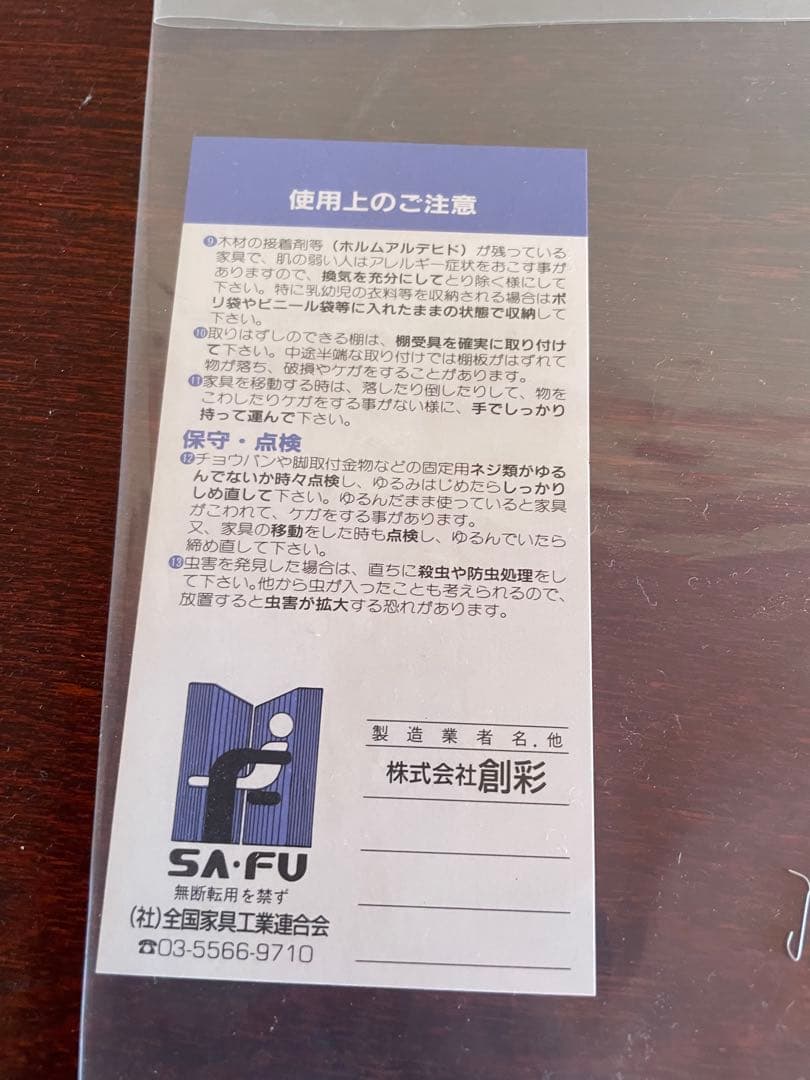 使用上のご注意
❾木材の接着剤等（ホルムアルデヒド）が残っている
家具で、肌の弱い人はアレルギー症状をおこす事が
ありますので、換気を充分にしてとり除く様にして
下さい。特に乳幼児の衣料等を収納される場合はポ
リ袋やビニール袋等に入れたままの状態で収納して
下さい。
❿取りはずしのできる棚は、棚受具を確実に取り付け
て下さい。中途半端な取り付けでは棚板がはずれて
物が落ち、破損やケガをすることがあります。
⓫家具を移動する時は、落したり倒したりして、物を
こわしたりケガをする事がない様に、手でしっかり
持って運んで下さい。
保守・点検
⓬チョウバンや脚取付金物などの固定用ネジ類がゆる
んでないか時々点検し、ゆるみはじめたらしっかり
しめ直して下さい。ゆるんだまま使っていると家具
がこわれて、ケガをする事があります。
又、家具の移動をした時も点検し、ゆるんでいたら
締め直して下さい。
⓭虫害を発見した場合は、直ちに殺虫や防虫処理をし
て下さい。他から虫が入ったことも考えられるので、
放置すると虫害が拡大する恐れがあります。
製造業者名.他
株式会社創彩
SA・FU
無断転用を禁ず
(社)全国家具工業連合会
☎03-5566-9710